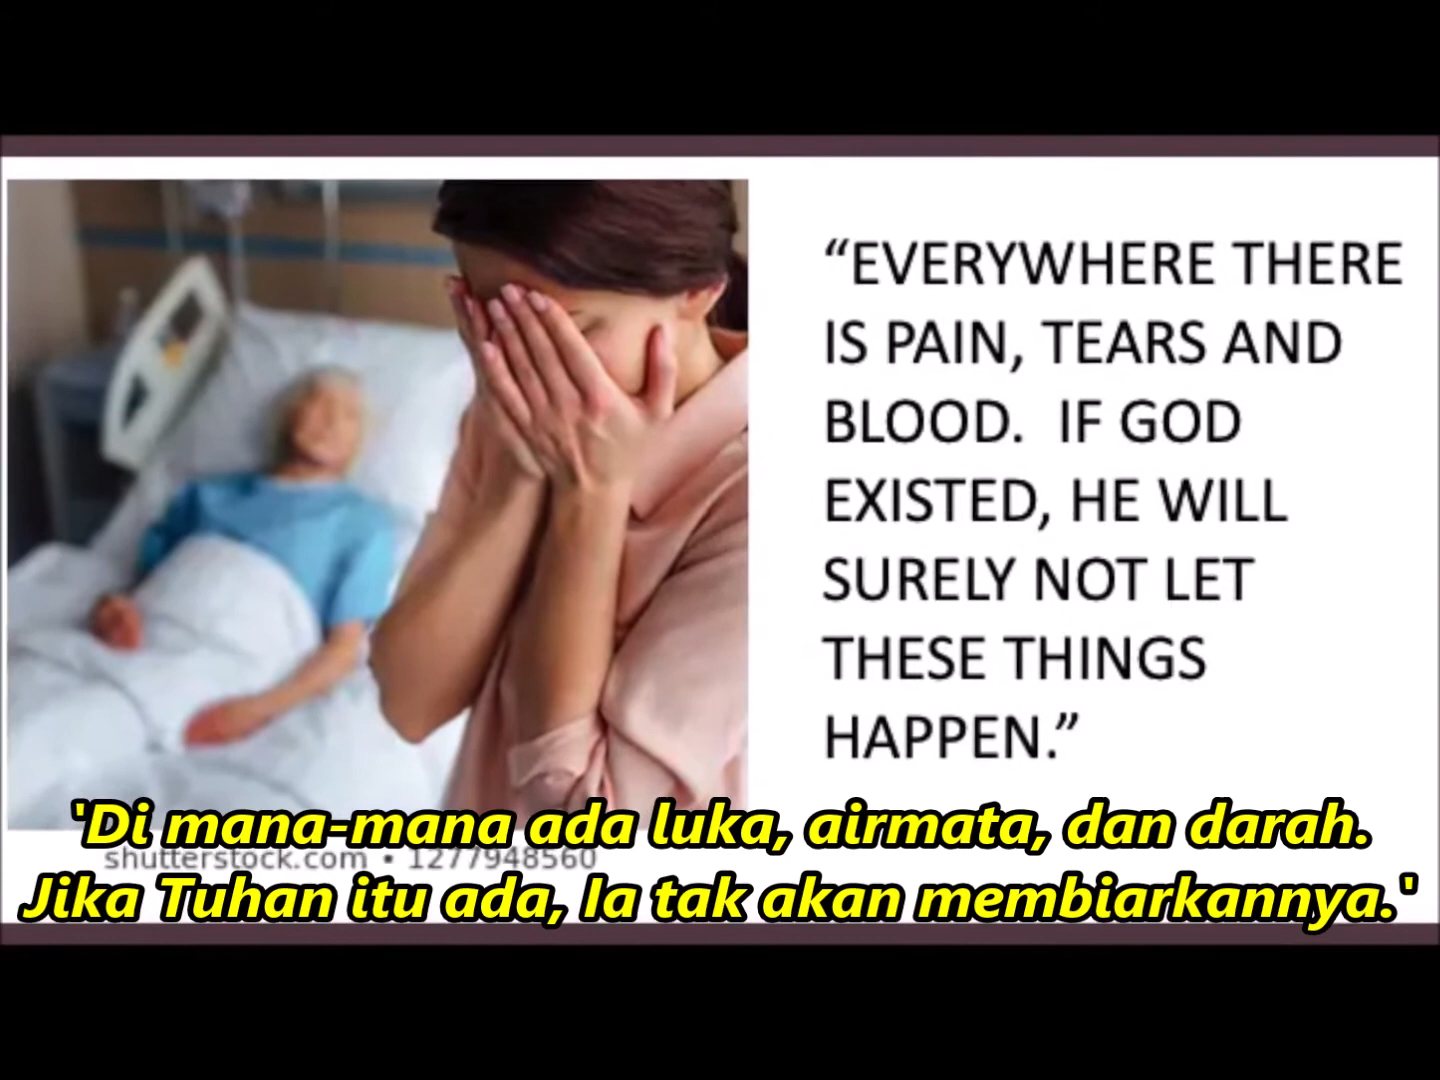 “EVERYWHERE THERE
IS PAIN, TEARS AND
BLOOD.  IF GOD
EXISTED, HE WILL
SURELY NOT LET
THESE THINGS
HAPPEN.”
'Di mana-mana ada luka, airmata, dan darah.
shutterstock.com • 1277948560
Jika Tuhan itu ada, Ia tak akan membiarkannya.'